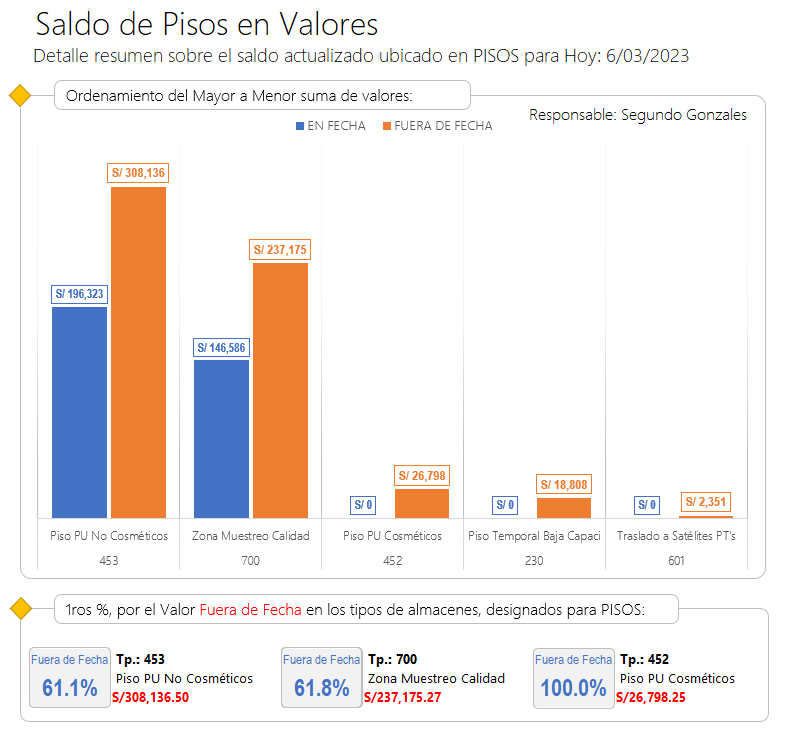 Saldo de Pisos en Valores
Detalle resumen sobre el saldo actualizado ubicado en PISOS para Hoy: 6/03/2023
Ordenamiento del Mayor a Menor suma de valores:
Responsable: Segundo Gonzales
EN FECHA FUERA DE FECHA
S/ 308,136
S/ 237,175
S/ 196,323
S/ 146,586
S/ 26,798
S/ 18,808
S/ 0 S/ 0 S/ 0 S/ 2,351
Piso PU No Cosméticos Zona Muestreo Calidad Piso PU Cosméticos Piso Temporal Baja Capaci Traslado a Satélites PT's
453 700 452 230 601
1ros %, por el Valor Fuera de Fecha en los tipos de almacenes, designados para PISOS:
Fuera de Fecha
61.1%
Tp.: 453
Piso PU No Cosméticos
S/308,136.50
Fuera de Fecha
61.8%
Tp.: 700
Zona Muestreo Calidad
S/237,175.27
Fuera de Fecha
100.0%
Tp.: 452
Piso PU Cosméticos
S/26,798.25